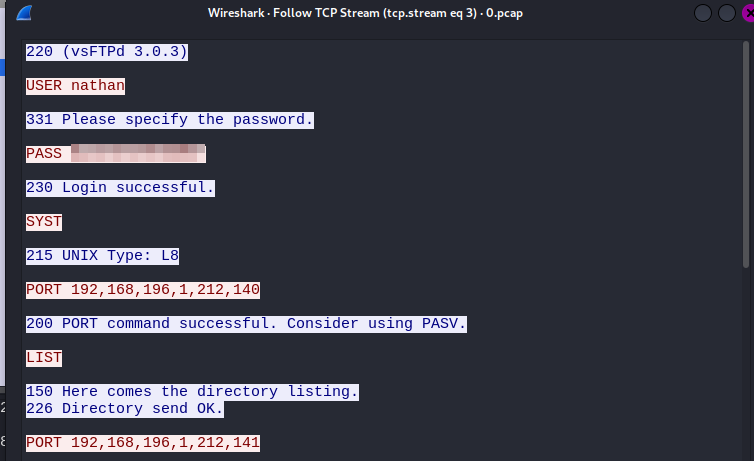 Wireshark · Follow TCP Stream (tcp.stream eq 3) · 0.pcap
220 (vsFTPd 3.0.3)
USER nathan
331 Please specify the password.
PASS
230 Login successful.
SYST
215 UNIX Type: L8
PORT 192,168,196,1,212,140
200 PORT command successful. Consider using PASV.
LIST
150 Here comes the directory listing.
226 Directory send OK.
PORT 192,168,196,1,212,141